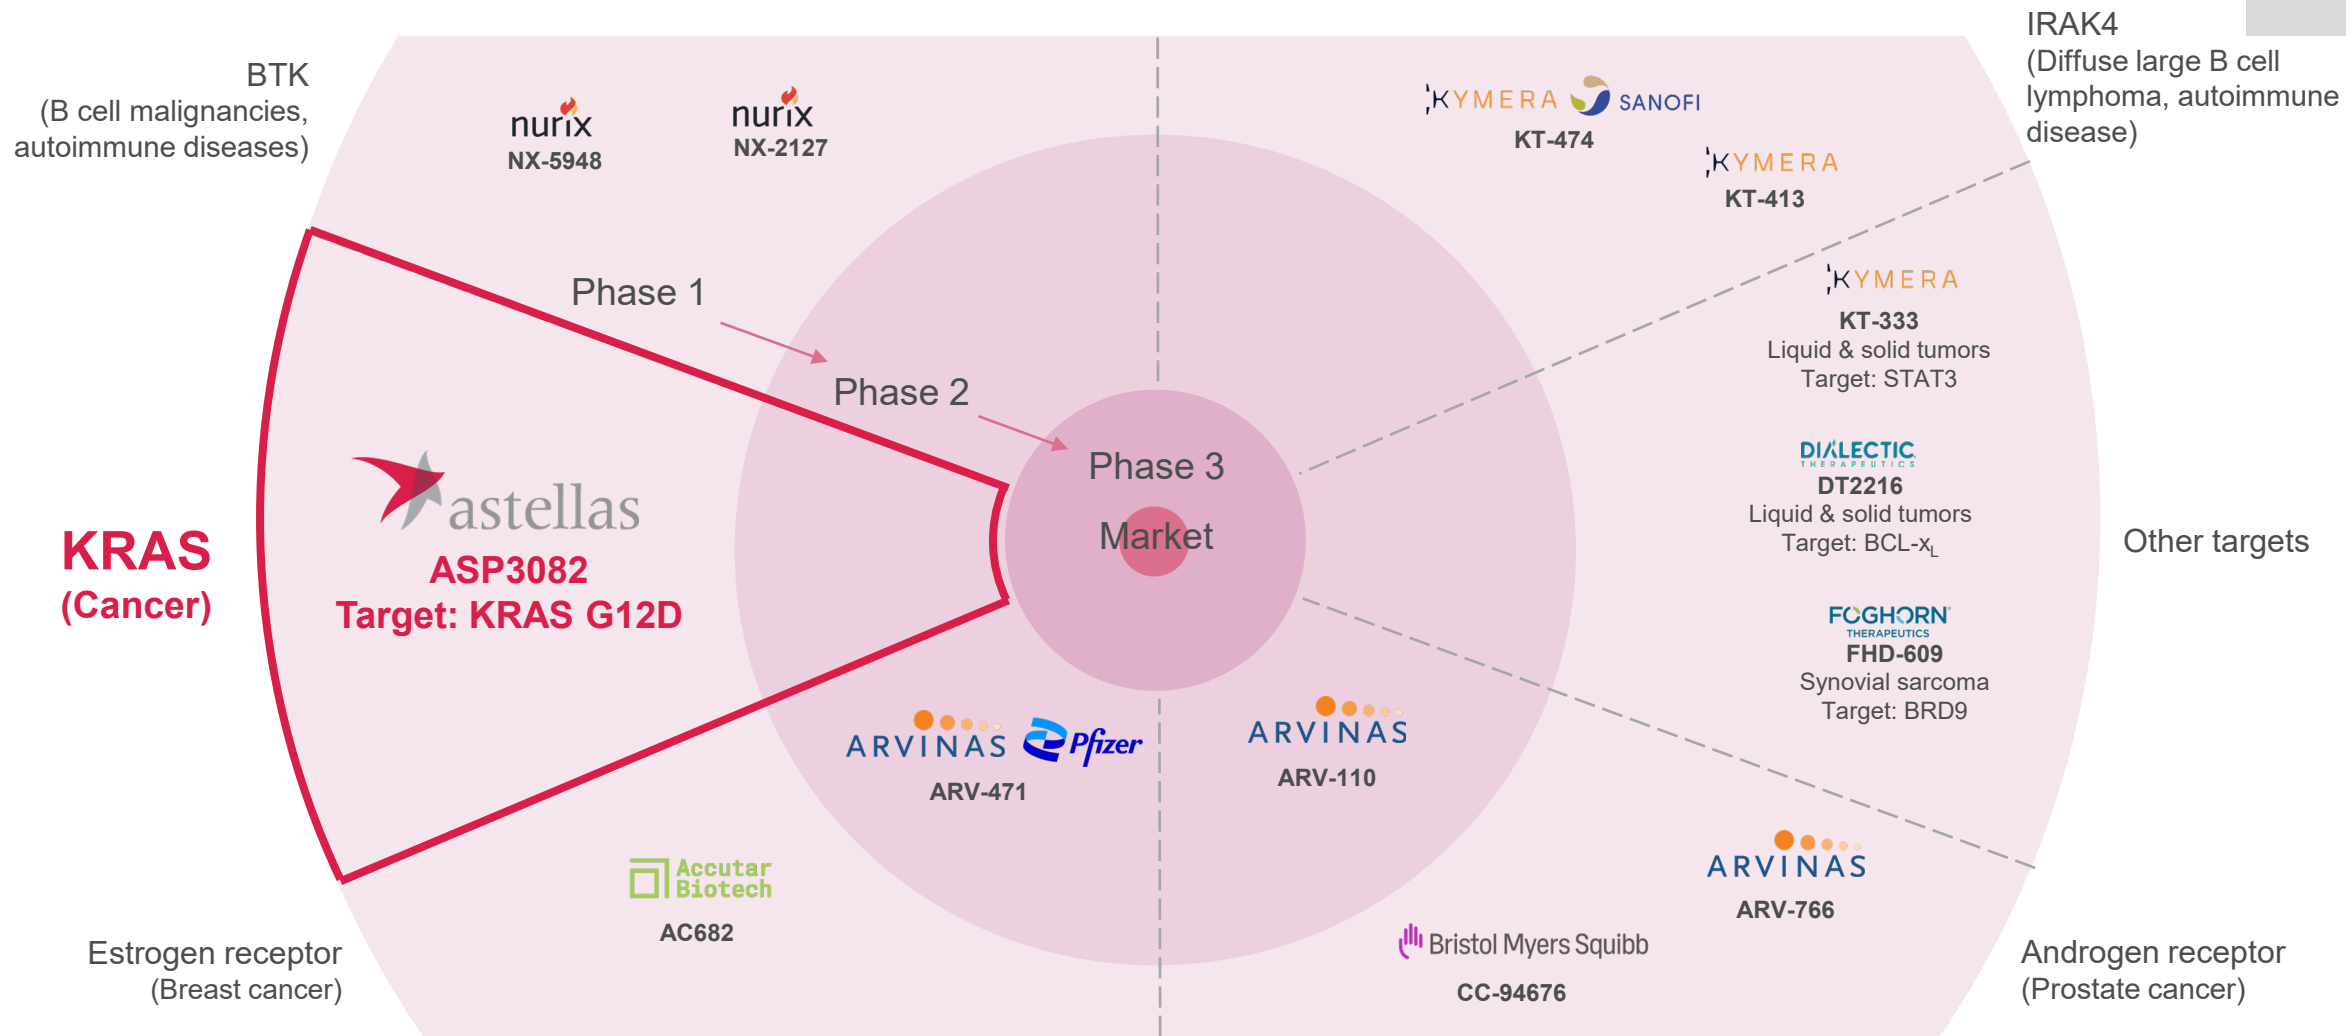 BTK
(B cell malignancies,
autoimmune diseases)
nurix
NX-5948
nurix
NX-2127
KYMERA SANOFI
KT-474
KYMERA
KT-413
IRAK4
(Diffuse large B cell
lymphoma, autoimmune
disease)
Phase 1
Phase 2
Phase 3
Market
KRAS
(Cancer)
astellas
ASP3082
Target: KRAS G12D
KYMERA
KT-333
Liquid & solid tumors
Target: STAT3
DIALECTIC
THERAPEUTICS
DT2216
Liquid & solid tumors
Target: BCL-xL
FOGHORN
THERAPEUTICS
FHD-609
Synovial sarcoma
Target: BRD9
Other targets
ARVINAS Pfizer
ARV-471
ARVINAS
ARV-110
Accutar
Biotech
AC682
Estrogen receptor
(Breast cancer)
ARVINAS
ARV-766
Bristol Myers Squibb
CC-94676
Androgen receptor
(Prostate cancer)